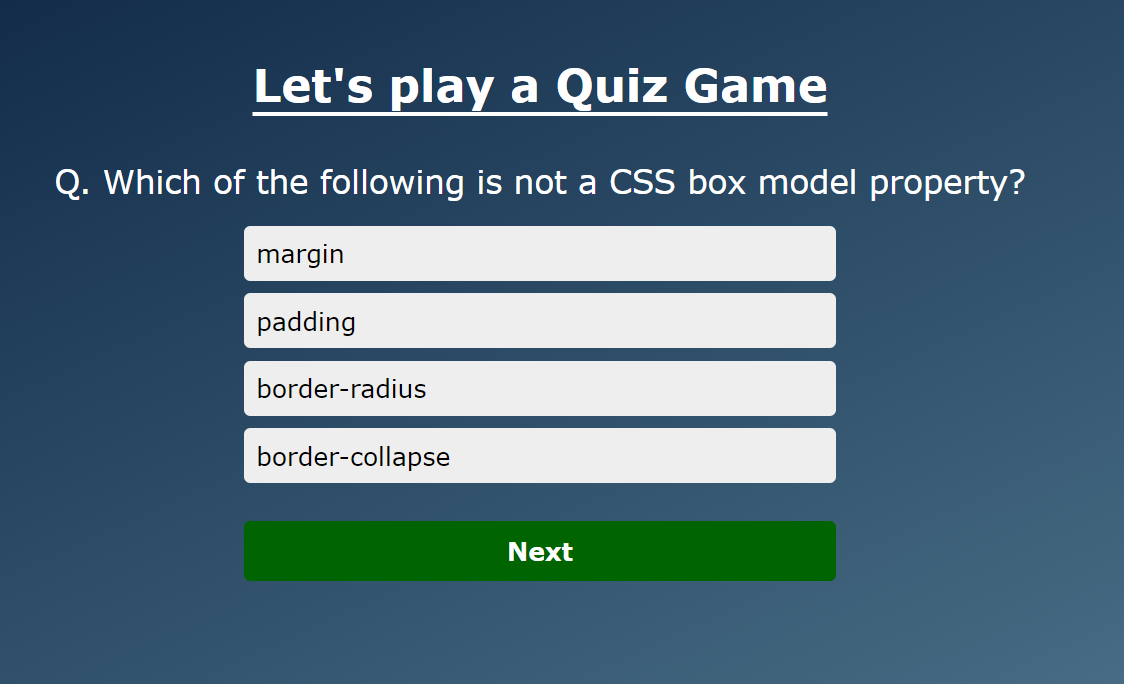 Let's play a Quiz Game
Q. Which of the following is not a CSS box model property?
margin
padding
border-radius
border-collapse
Next